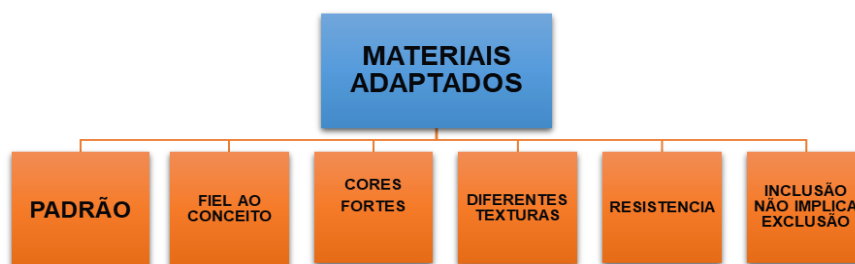 MATERIAIS
ADAPTADOS
PADRÃO
FIEL AO
CONCEITO
CORES
FORTES
DIFERENTES
TEXTURAS
RESISTENCIA
INCLUSÃO
NÃO IMPLICA
EXCLUSÃO